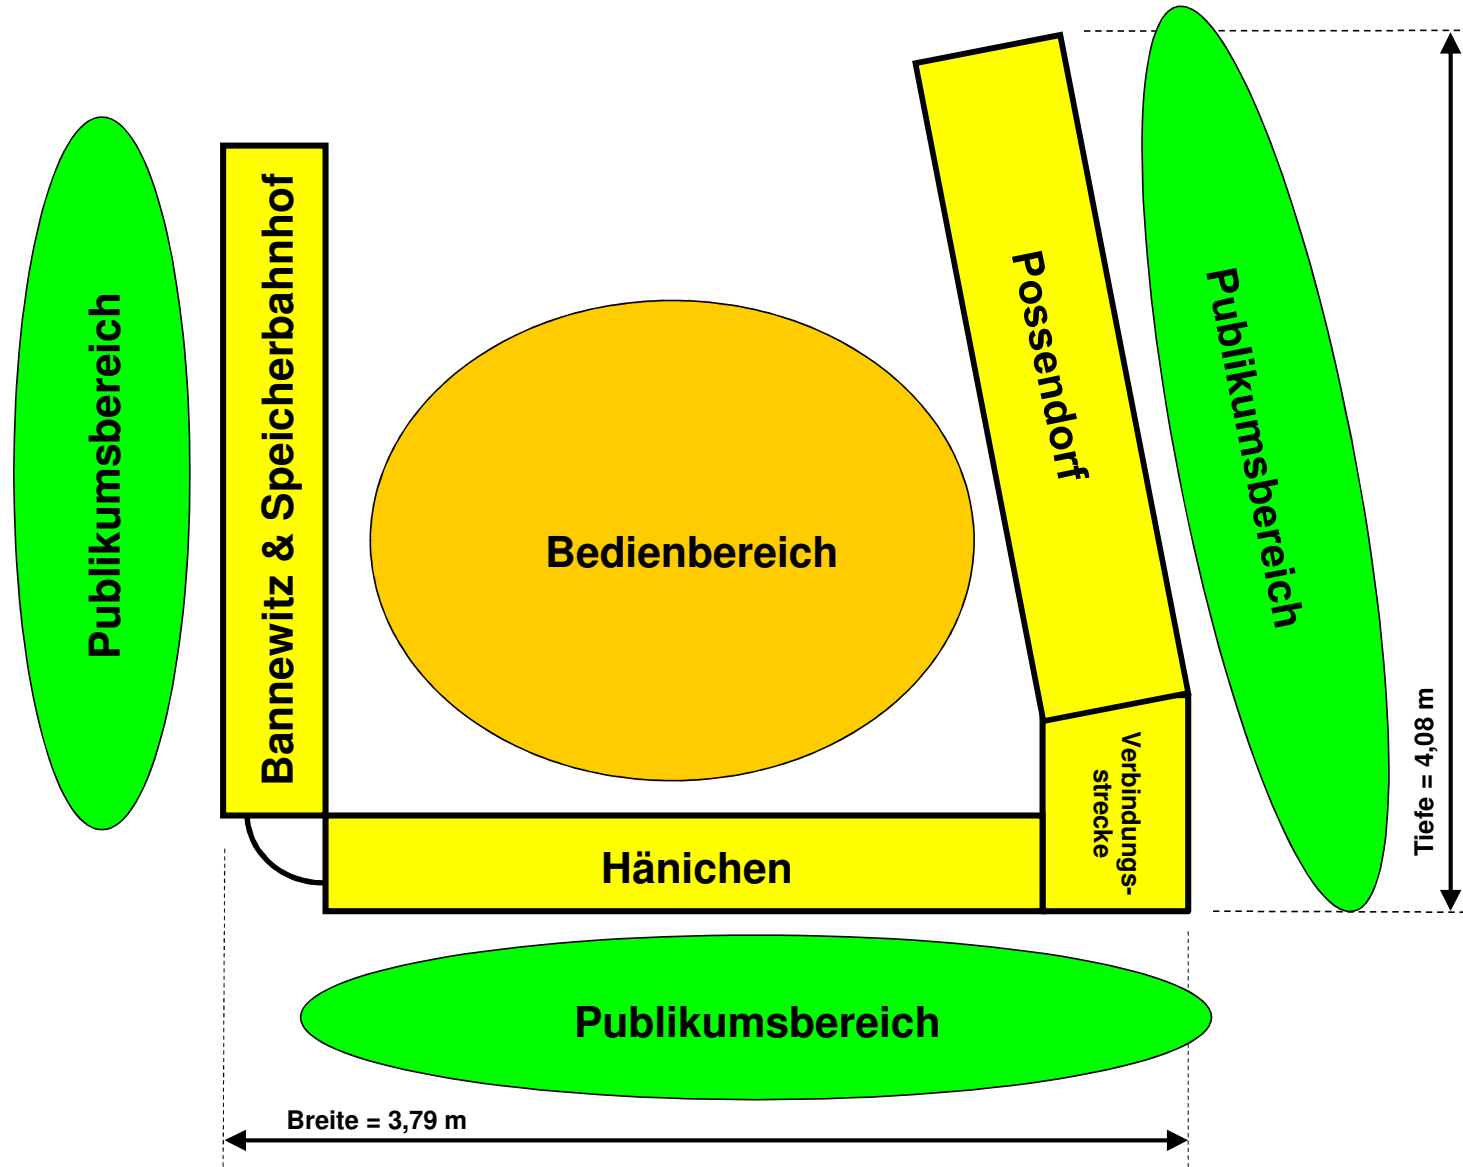 Publikumsbereich
Bannewitz & Speicherbahnhof
Bedienbereich
Possendorf
Publikumsbereich
Verbindungs-
strecke
Hänichen
Tiefe = 4,08 m
Publikumsbereich
Breite = 3,79 m